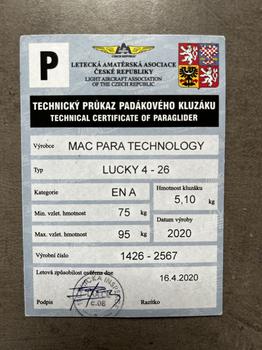 P
CZECH REPUBLIC
LETECKÁ AMATÉRSKÁ ASOCIACE
ČESKÉ REPUBLIKY
LIGHT AIRCRAFT ASSOCIATION
OF THE CZECH REPUBLIC
TECHNICKÝ PRŮKAZ PADÁKOVÉHO KLUZÁKU
TECHNICAL CERTIFICATE OF PARAGLIDER
Výrobce MAC PARA TECHNOLOGY
Typ LUCKY 4 - 26
Kategorie EN A Hmotnost kluzáku
5,10 kg
Min. vzlet. hmotnost 75 kg
Datum výroby
Max. vzlet. hmotnost 95 kg 2020
Výrobní číslo 1426 - 2567
Letová způsobilost ověřena dne
16.4.2020
Podpis Razítko